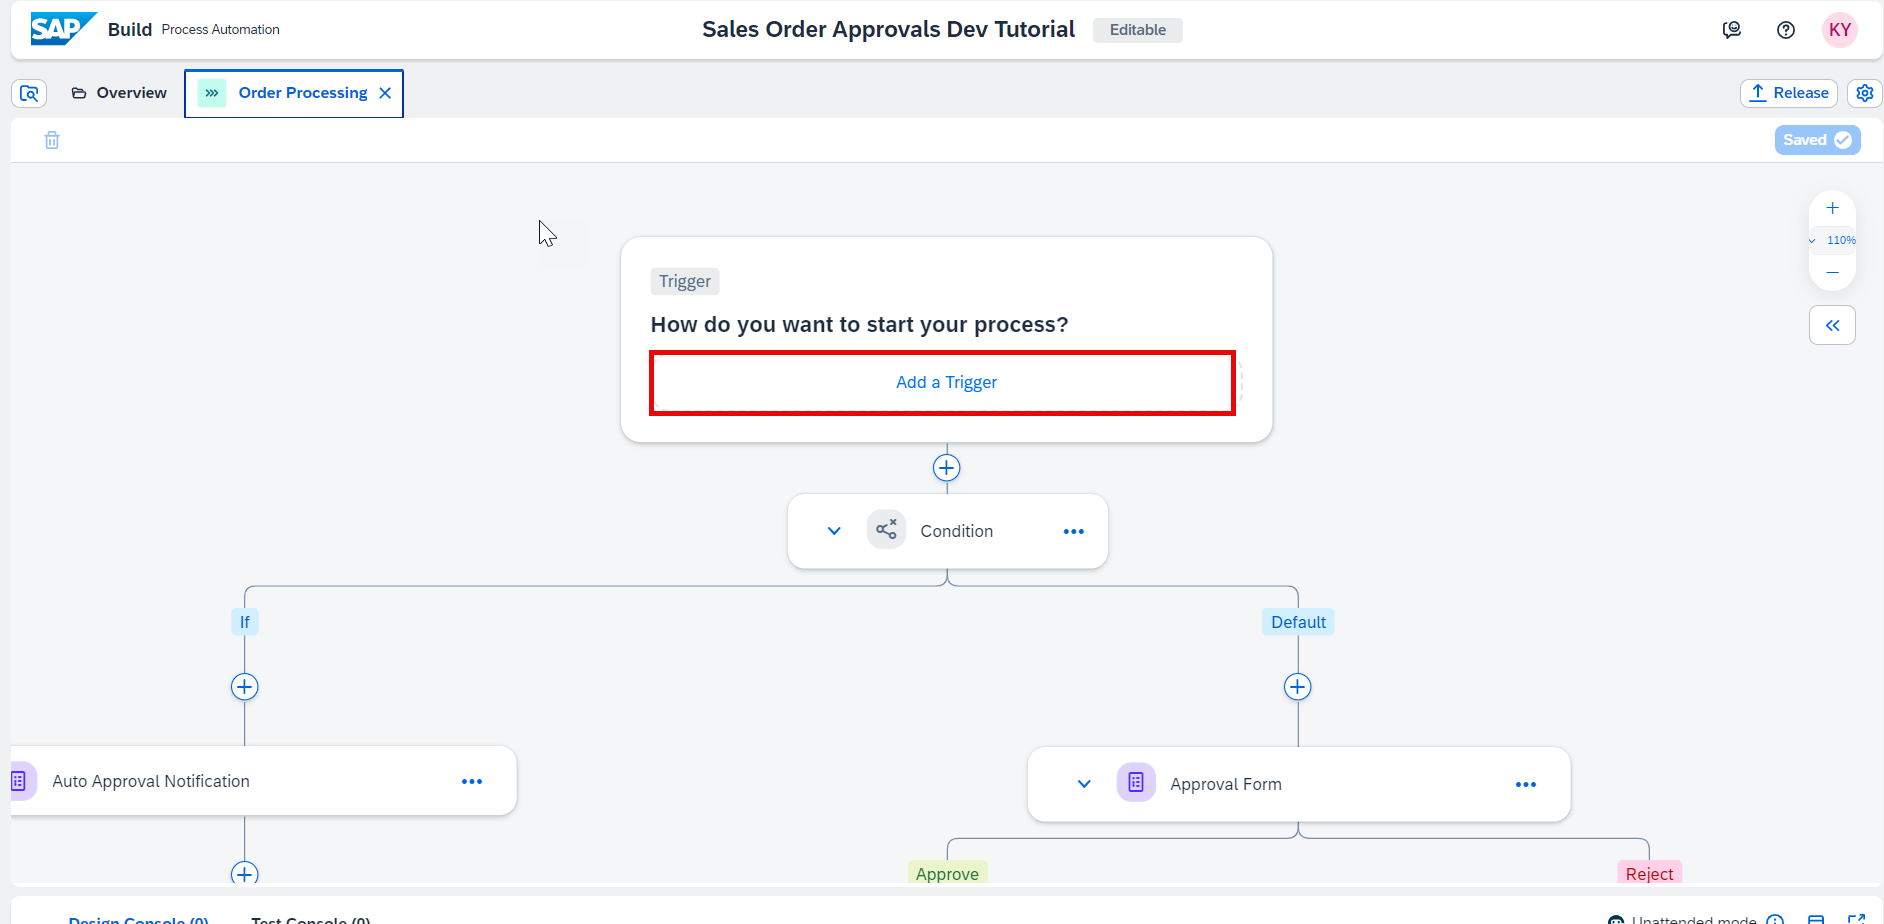 SAP Build Process Automation
Sales Order Approvals Dev Tutorial Editable
KY
Overview
Order Processing
Release
Saved
110%
Trigger
How do you want to start your process?
Add a Trigger
Condition
If
Default
Auto Approval Notification
Approval Form
Approve
Reject
Design Console (0)
Test Console (0)
Unattended mode